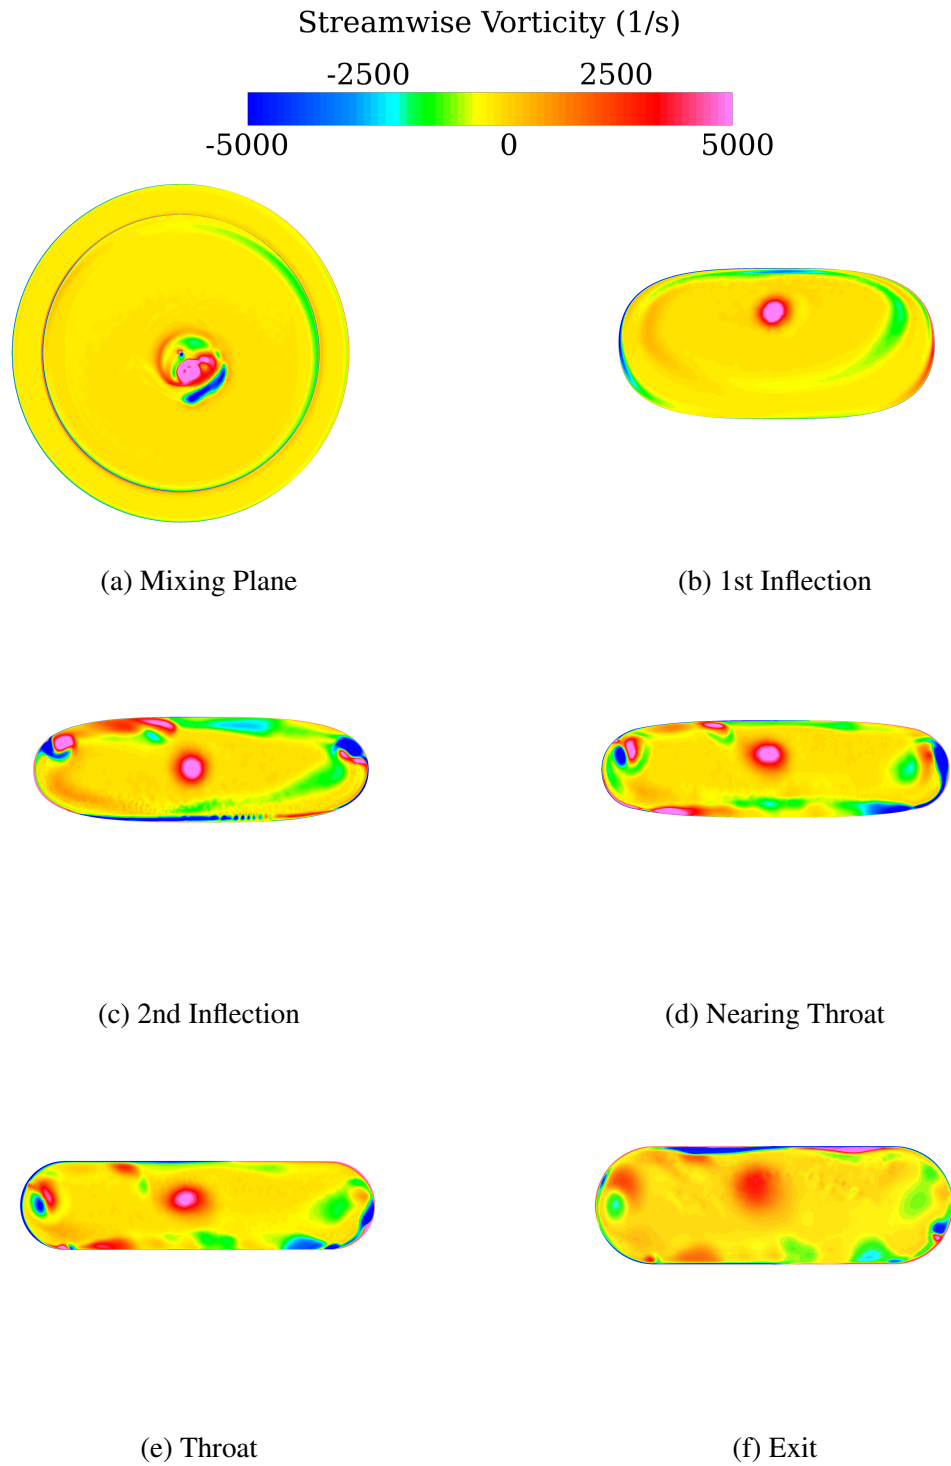 Streamwise Vorticity (1/s)
-2500 2500
-5000 0 5000
(a) Mixing Plane
(b) 1st Inflection
(c) 2nd Inflection
(d) Nearing Throat
(e) Throat
(f) Exit